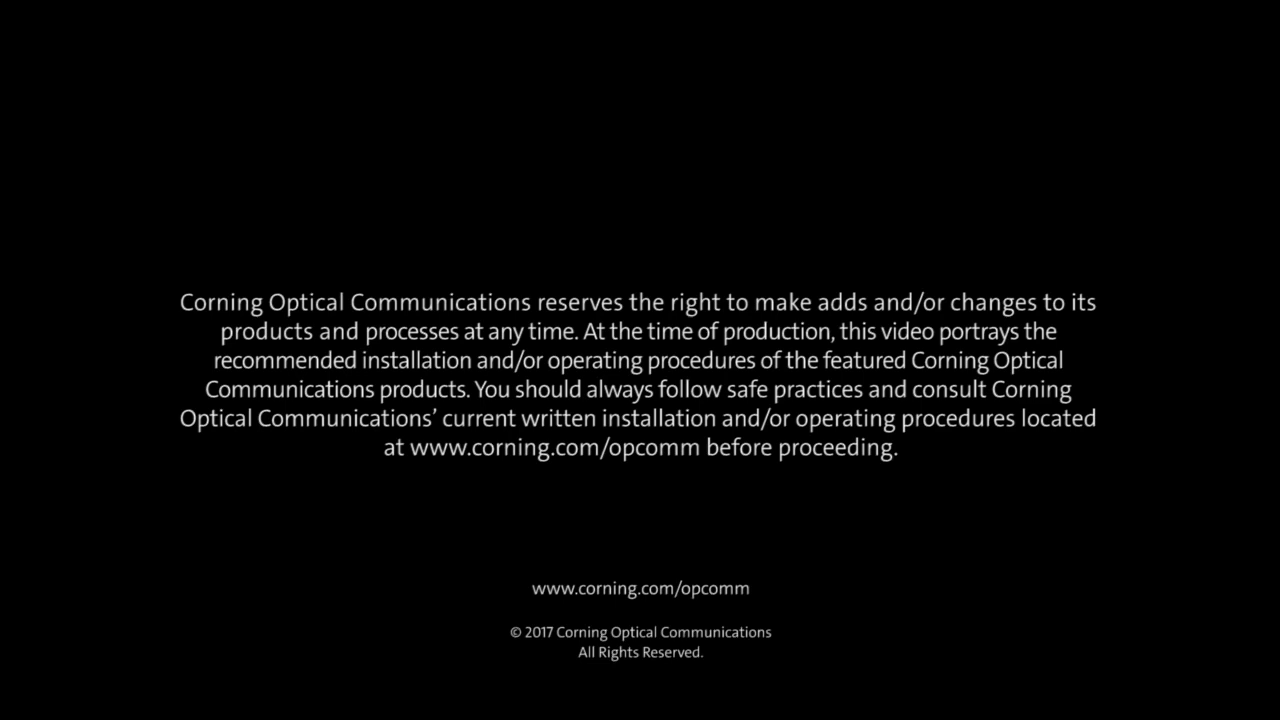 Corning Optical Communications reserves the right to make adds and/or changes to its
products and processes at any time. At the time of production, this video portrays the
recommended installation and/or operating procedures of the featured Corning Optical
Communications products. You should always follow safe practices and consult Corning
Optical Communications’ current written installation and/or operating procedures located
at www.corning.com/opcomm before proceeding.
www.corning.com/opcomm
© 2017 Corning Optical Communications
All Rights Reserved.